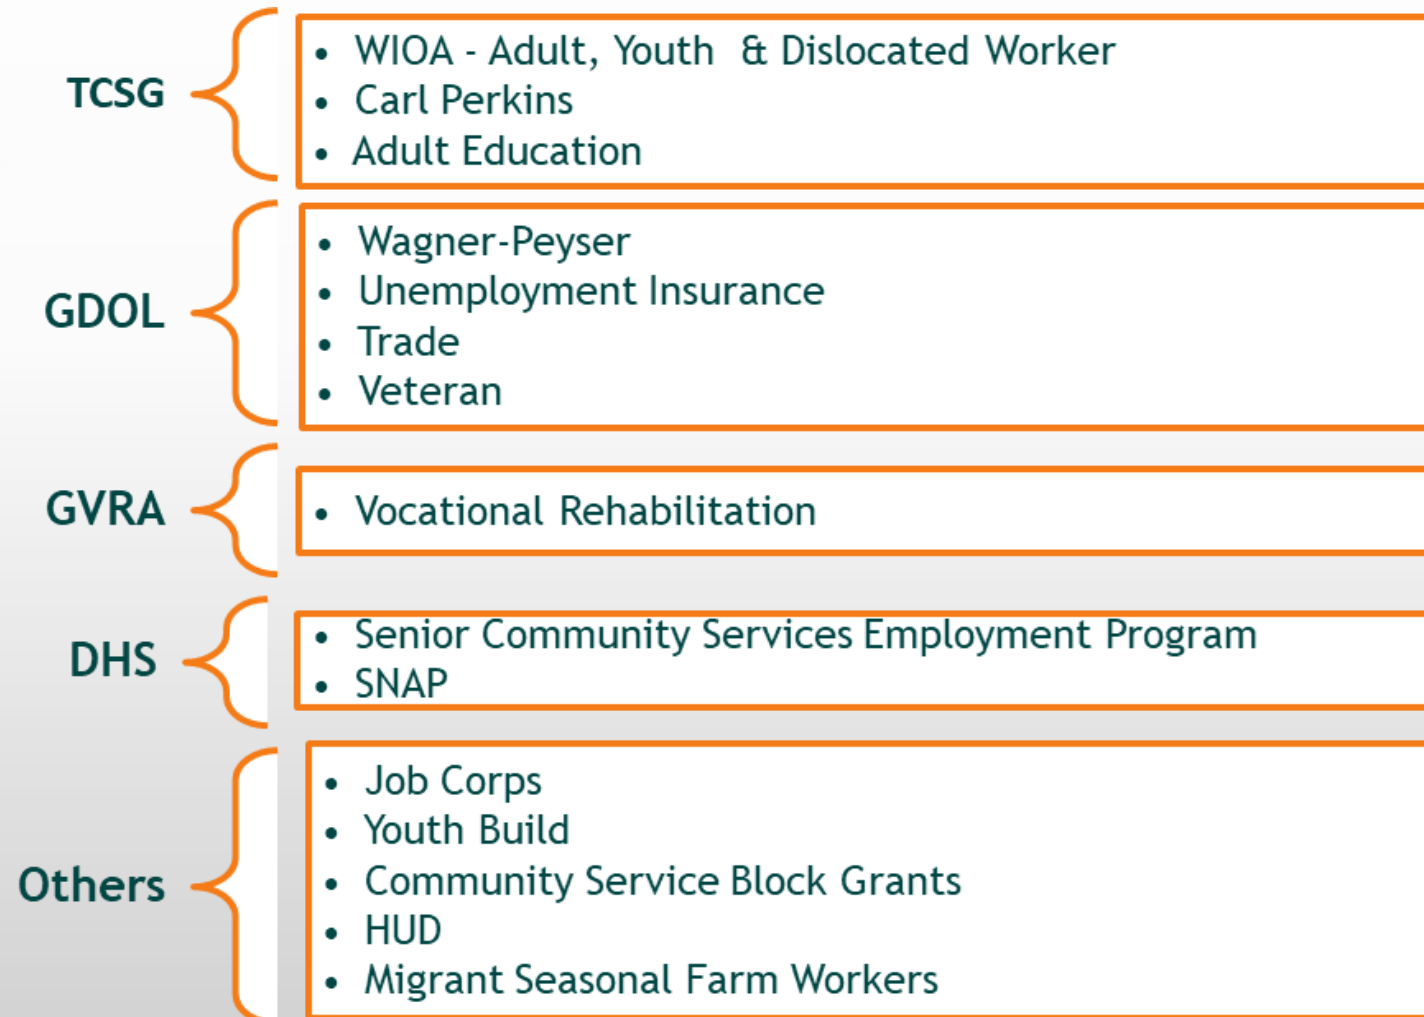 TCSG
• WIOA - Adult, Youth & Dislocated Worker
• Carl Perkins
• Adult Education
GDOL
• Wagner-Peyser
• Unemployment Insurance
• Trade
• Veteran
GVRA
• Vocational Rehabilitation
DHS
• Senior Community Services Employment Program
• SNAP
Others
• Job Corps
• Youth Build
• Community Service Block Grants
• HUD
• Migrant Seasonal Farm Workers